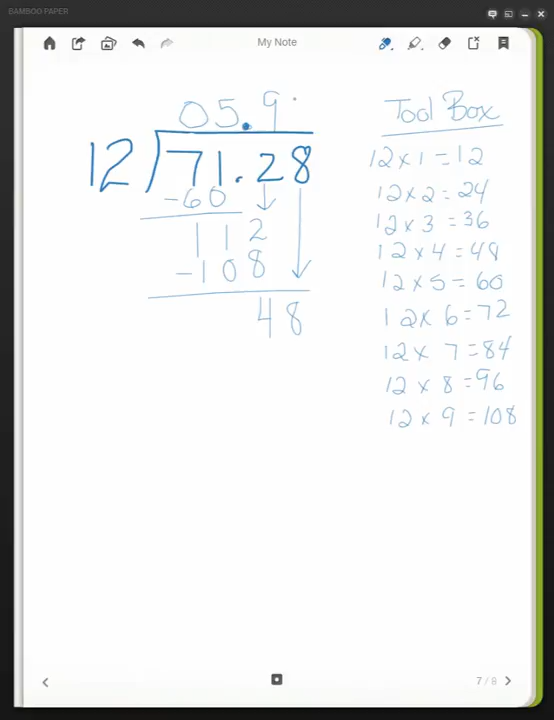 BAMBOO PAPER
My Note
05.9
12)71.28
-60
112
-108
48
Tool Box
12x1=12
12x2=24
12x3=36
12x4=48
12x5=60
12x6=72
12x7=84
12x8=96
12x9=108
7 / 8